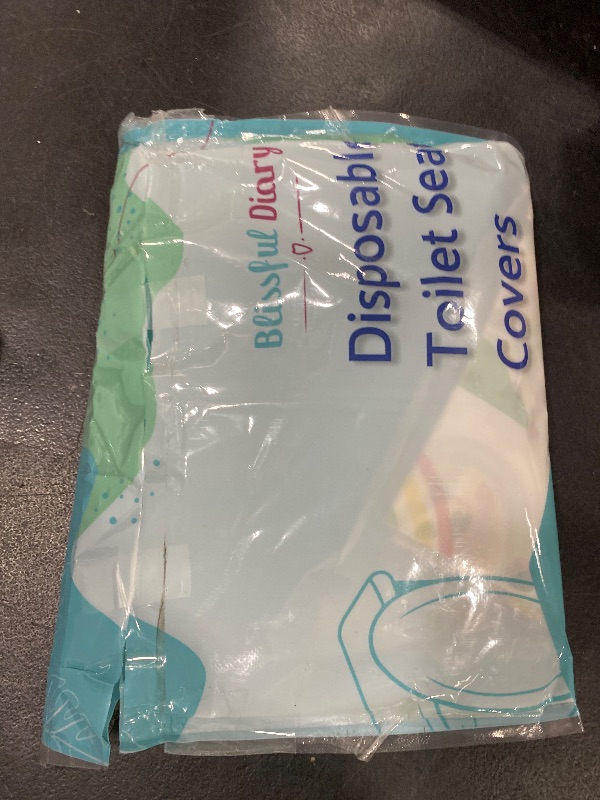 Blissful Diary
Disposable
Toilet Seat
Covers